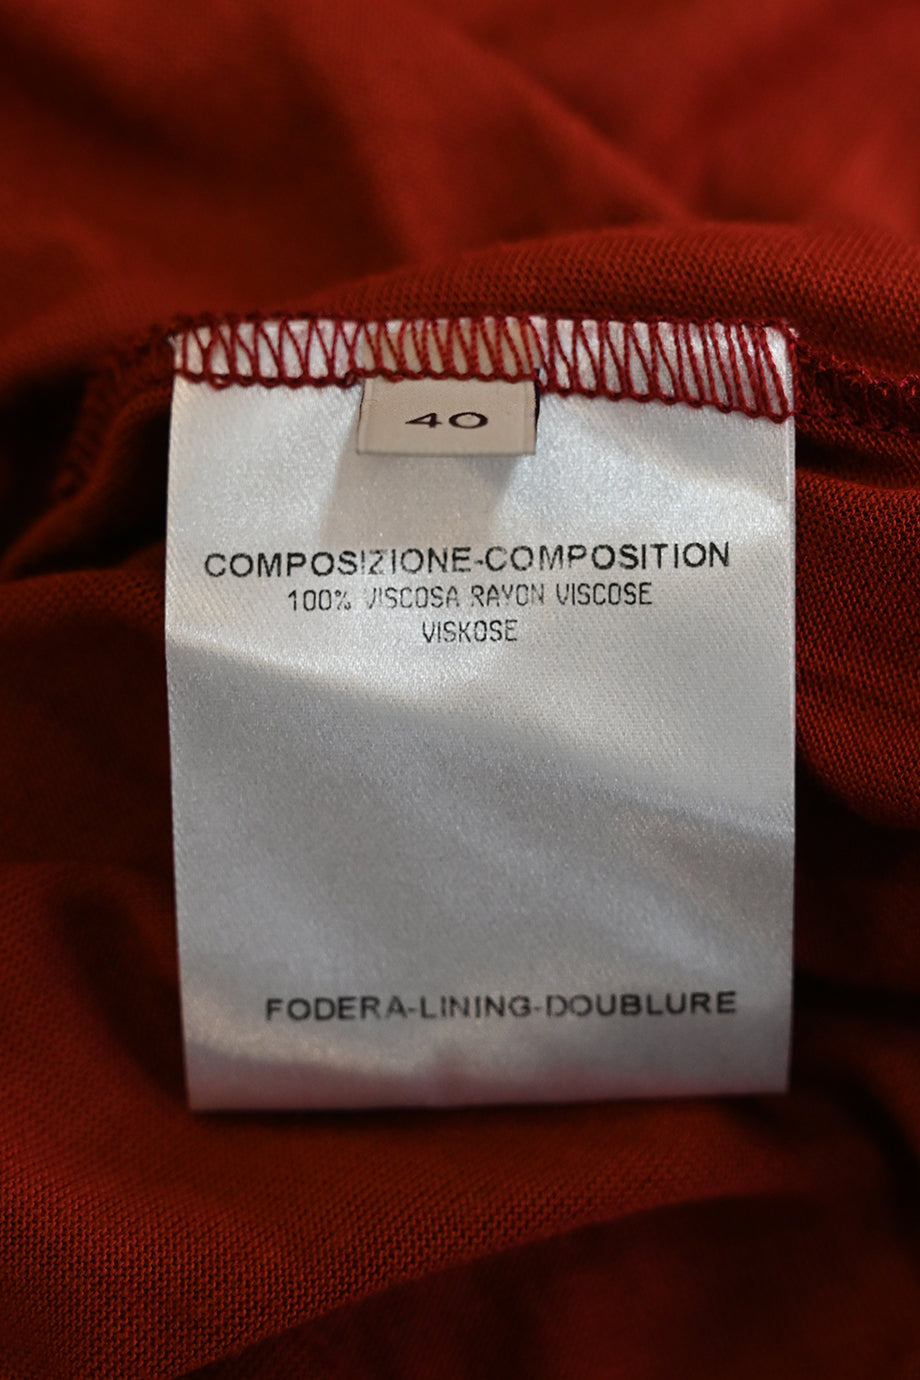 40
COMPOSIZIONE-COMPOSITION
100% VISCOSA RAYON VISCOSE
VISKOSE
FODERA-LINING-DOUBLURE